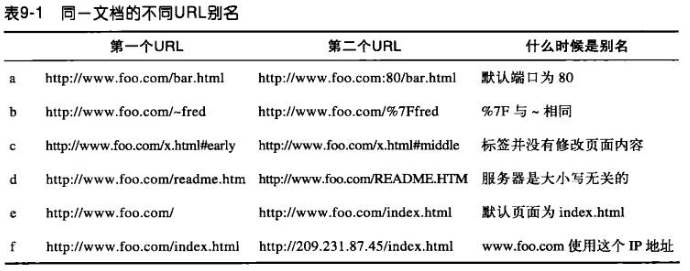 表9-1 同一文档的不同URL别名
第一个URL 第二个URL 什么时候是别名
a http://www.foo.com/bar.html http://www.foo.com:80/bar.html 默认端口为 80
b http://www.foo.com/~fred http://www.foo.com/%7Ffred %7F 与 ~ 相同
c http://www.foo.com/x.html#early http://www.foo.com/x.html#middle 标签并没有修改页面内容
d http://www.foo.com/readme.htm http://www.foo.com/README.HTM 服务器是大小写无关的
e http://www.foo.com/ http://www.foo.com/index.html 默认页面为 index.html
f http://www.foo.com/index.html http://209.231.87.45/index.html www.foo.com 使用这个 IP 地址